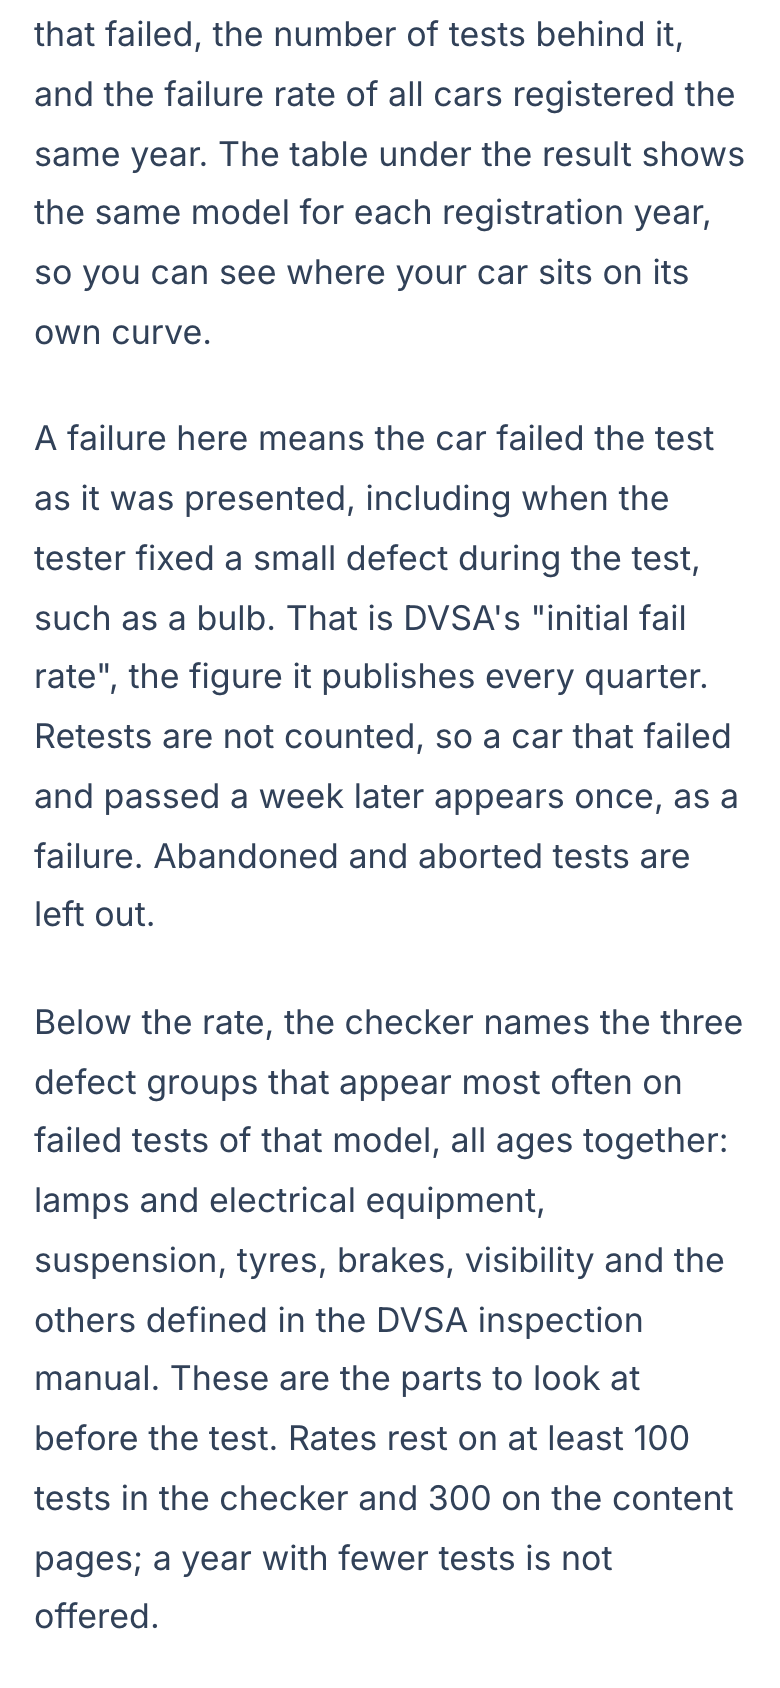 that failed, the number of tests behind it,
and the failure rate of all cars registered the
same year. The table under the result shows
the same model for each registration year,
so you can see where your car sits on its
own curve.
A failure here means the car failed the test
as it was presented, including when the
tester fixed a small defect during the test,
such as a bulb. That is DVSA's "initial fail
rate", the figure it publishes every quarter.
Retests are not counted, so a car that failed
and passed a week later appears once, as a
failure. Abandoned and aborted tests are
left out.
Below the rate, the checker names the three
defect groups that appear most often on
failed tests of that model, all ages together:
lamps and electrical equipment,
suspension, tyres, brakes, visibility and the
others defined in the DVSA inspection
manual. These are the parts to look at
before the test. Rates rest on at least 100
tests in the checker and 300 on the content
pages; a year with fewer tests is not
offered.